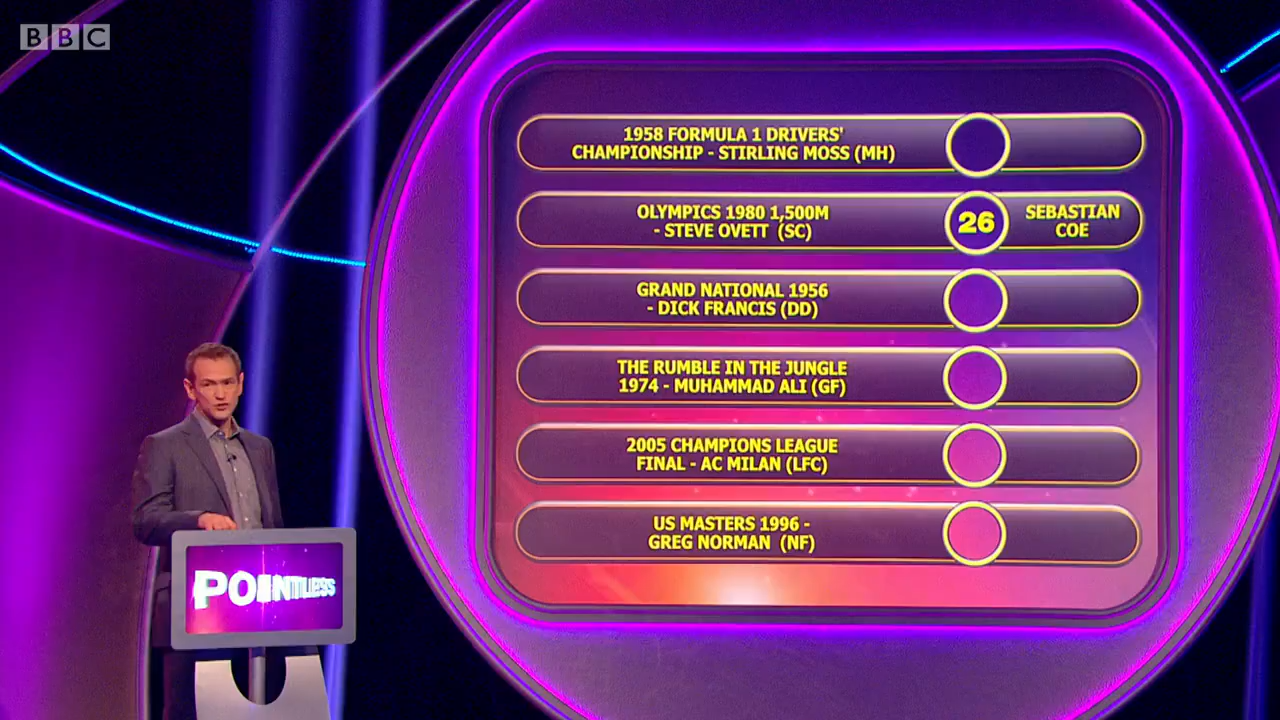 BBC
1958 FORMULA 1 DRIVERS'
CHAMPIONSHIP - STIRLING MOSS (MH)
OLYMPICS 1980 1,500M
- STEVE OVETT (SC)
26
SEBASTIAN
COE
GRAND NATIONAL 1956
- DICK FRANCIS (DD)
THE RUMBLE IN THE JUNGLE
1974 - MUHAMMAD ALI (GF)
2005 CHAMPIONS LEAGUE
FINAL - AC MILAN (LFC)
US MASTERS 1996 -
GREG NORMAN (NF)
POINTLESS